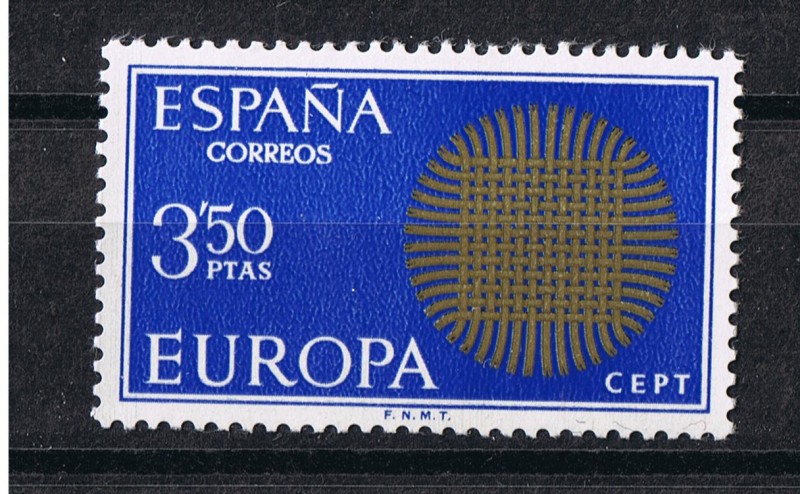 ESPAÑA
CORREOS
3'50
PTAS
EUROPA
CEPT
F. N. M. T.